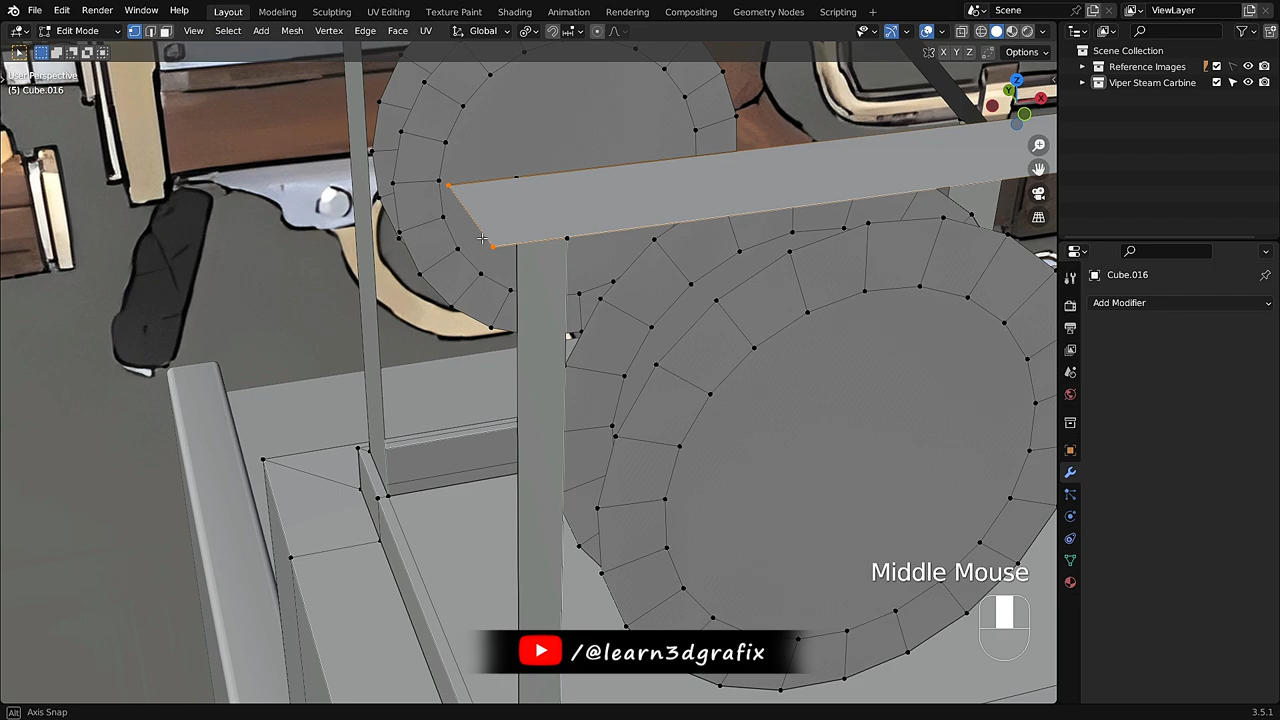 File Edit Render Window Help Layout Modeling Sculpting UV Editing Texture Paint Shading Animation Rendering Compositing Geometry Nodes Scripting Scene ViewLayer
Edit Mode View Select Add Mesh Vertex Edge Face UV Global
X Y Z Options
User Perspective
(5) Cube.016
Scene Collection
Reference Images
Viper Steam Carbine
Z
Y
X
Cube.016
Add Modifier
Middle Mouse
/@learn3dgrafix
Alt Axis Snap 3.5.1